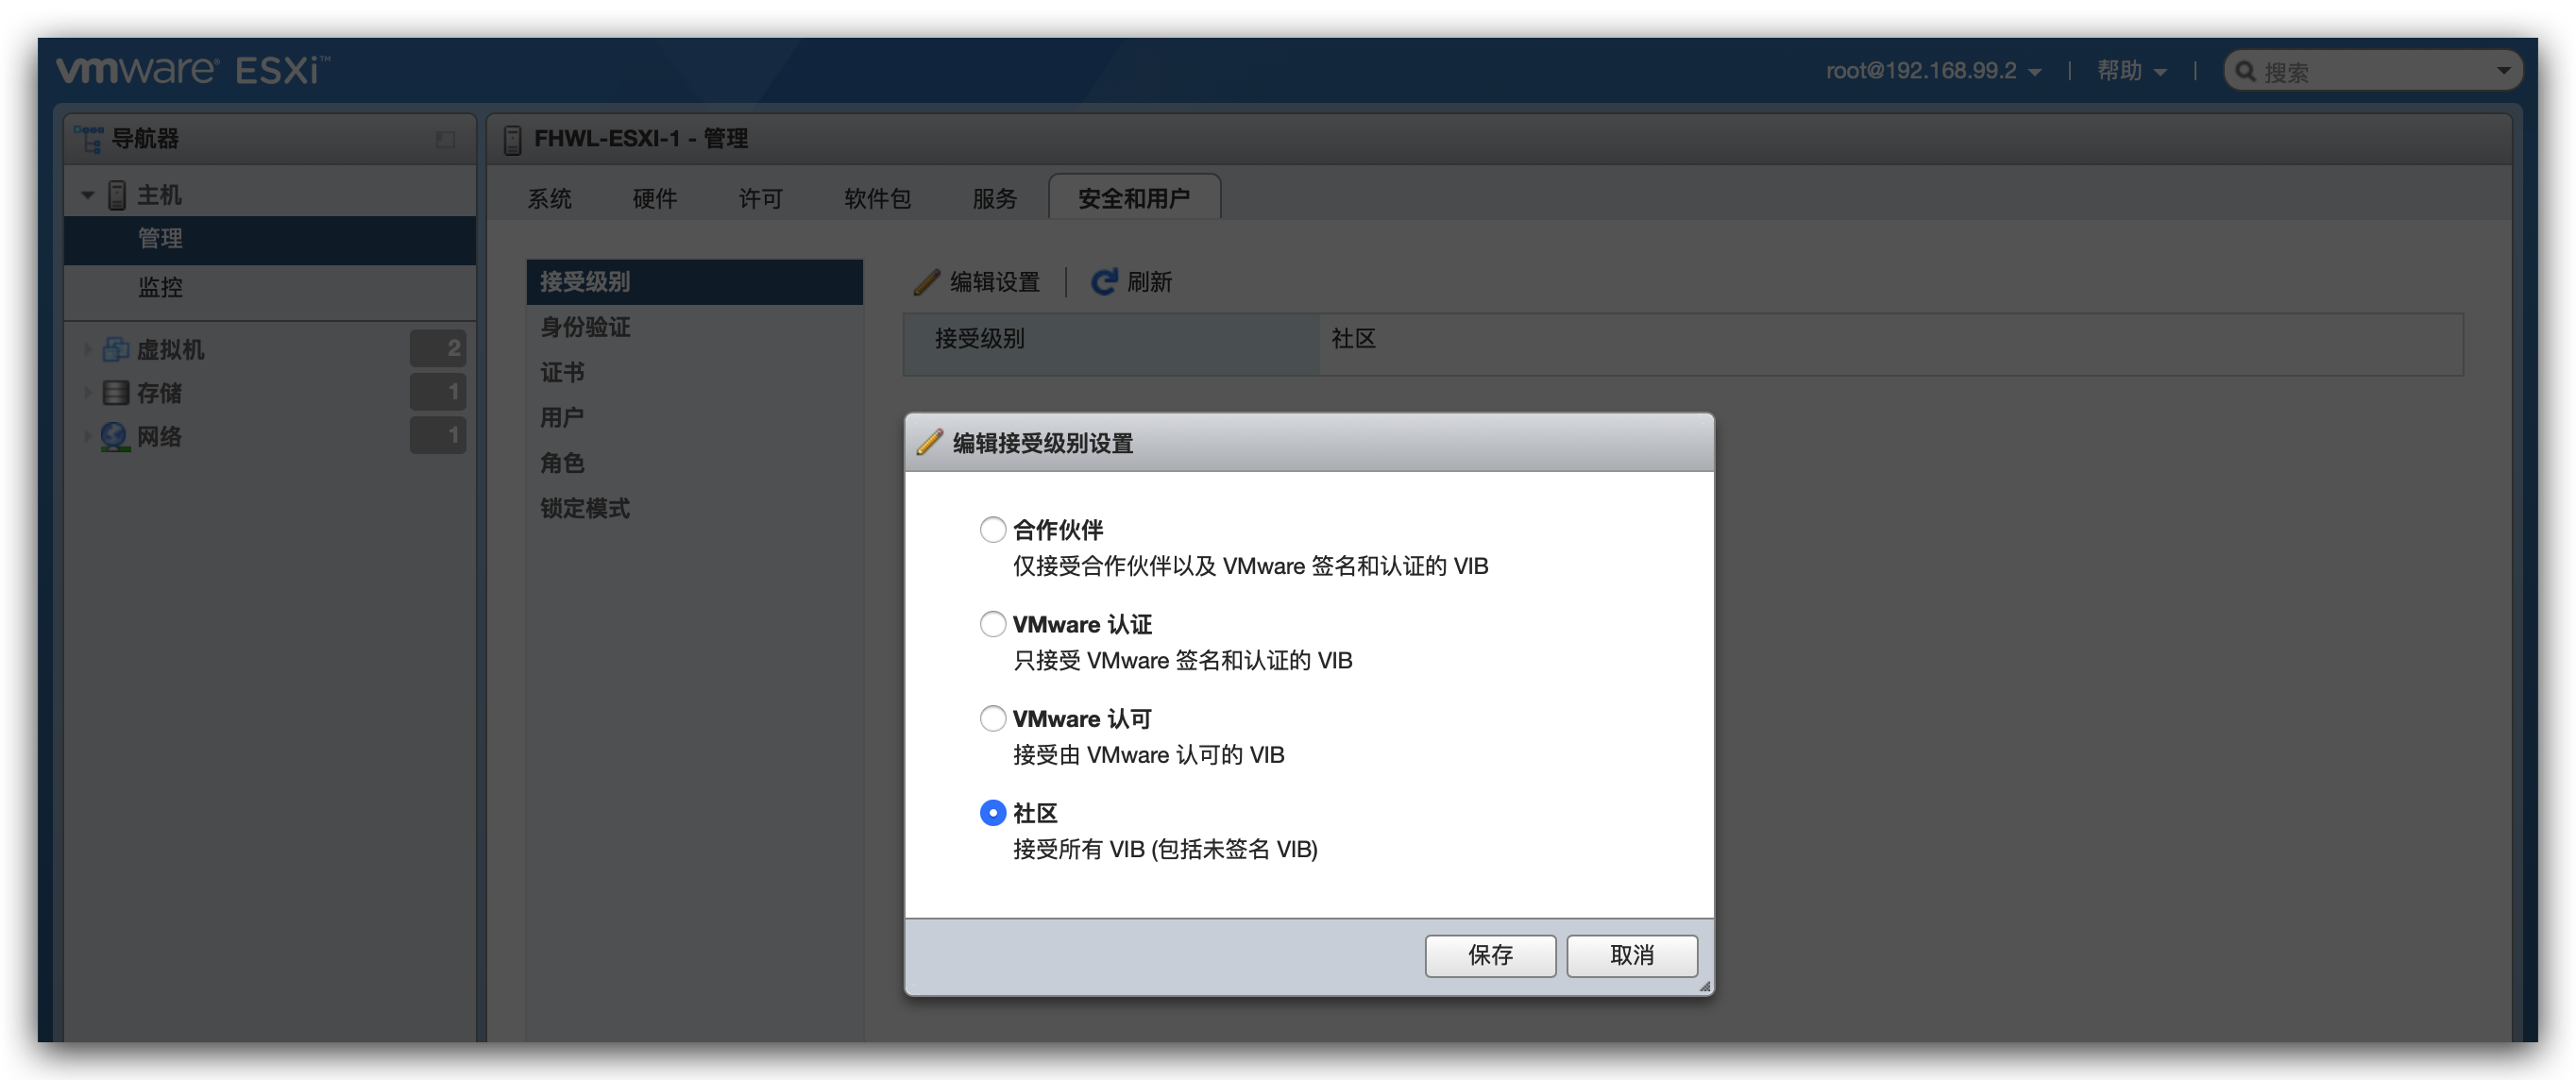 vmware® ESXi™
root@192.168.99.2 | 帮助 | 搜索
导航器
主机
管理
监控
虚拟机 2
存储 1
网络 1
FHWL-ESXI-1 - 管理
系统 硬件 许可 软件包 服务 安全和用户
接受级别
身份验证
证书
用户
角色
锁定模式
编辑设置 | 刷新
接受级别 社区
编辑接受级别设置
合作伙伴
仅接受合作伙伴以及 VMware 签名和认证的 VIB
VMware 认证
只接受 VMware 签名和认证的 VIB
VMware 认可
接受由 VMware 认可的 VIB
社区
接受所有 VIB (包括未签名 VIB)
保存 取消